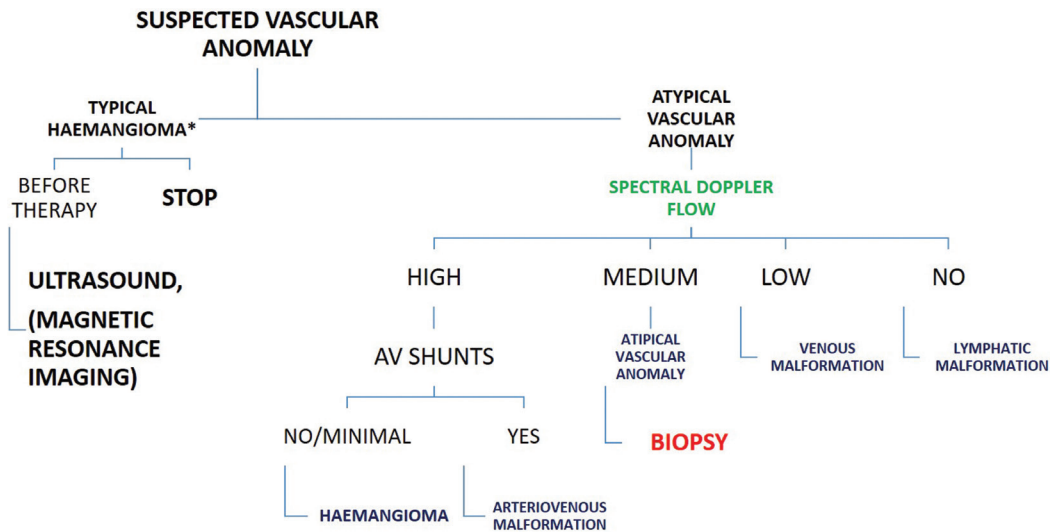 SUSPECTED VASCULAR
ANOMALY
TYPICAL
HAEMANGIOMA*
ATYPICAL
VASCULAR
ANOMALY
BEFORE
THERAPY
STOP
SPECTRAL DOPPLER
FLOW
ULTRASOUND,
(MAGNETIC
RESONANCE
IMAGING)
HIGH
MEDIUM
LOW
NO
AV SHUNTS
ATIPICAL
VASCULAR
ANOMALY
VENOUS
MALFORMATION
LYMPHATIC
MALFORMATION
NO/MINIMAL
YES
BIOPSY
HAEMANGIOMA
ARTERIOVENOUS
MALFORMATION